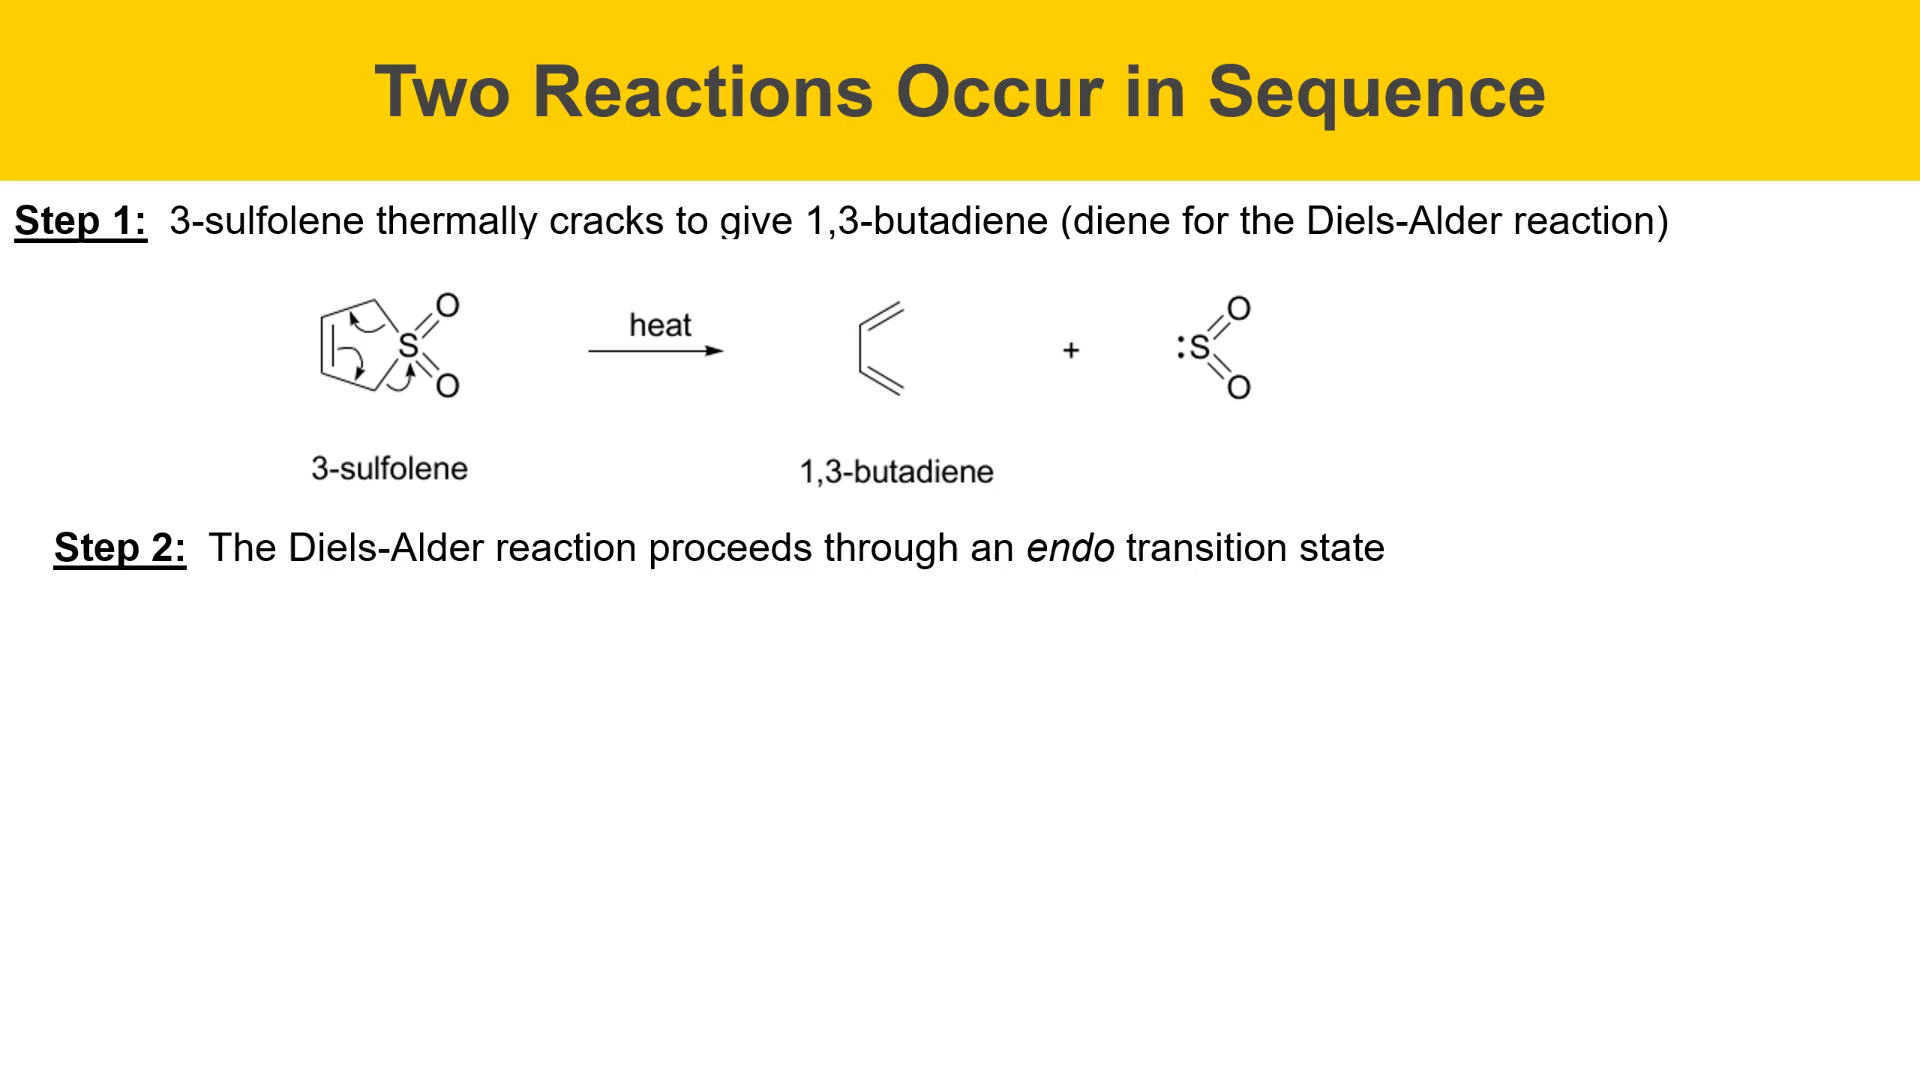 Two Reactions Occur in Sequence
Step 1: 3-sulfolene thermally cracks to give 1,3-butadiene (diene for the Diels-Alder reaction)
O
S
O
heat
+
:S
O
O
3-sulfolene
1,3-butadiene
Step 2: The Diels-Alder reaction proceeds through an endo transition state